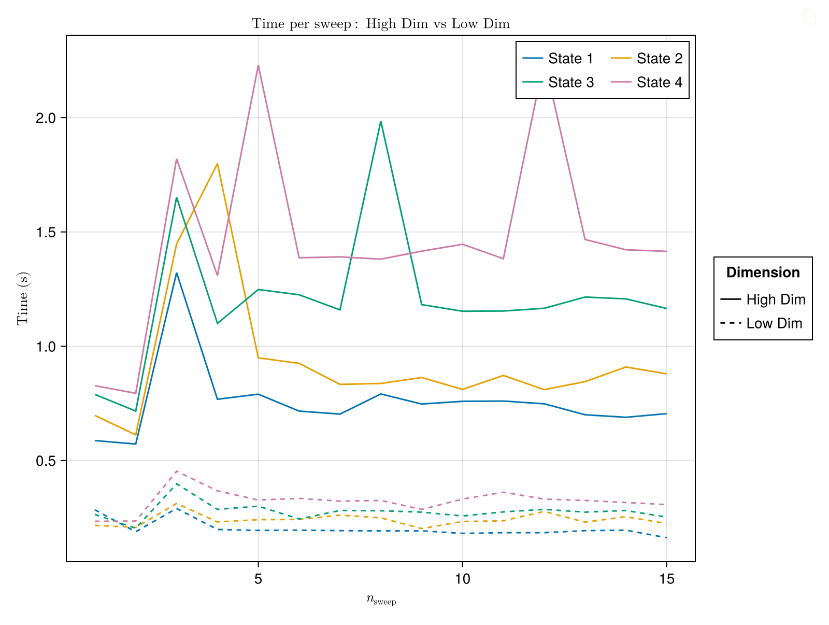 Time per sweep : High Dim vs Low Dim
State 1 State 2
State 3 State 4
2.0
1.5
1.0
0.5
Time (s)
Dimension
High Dim
Low Dim
5 10 15
n_sweep